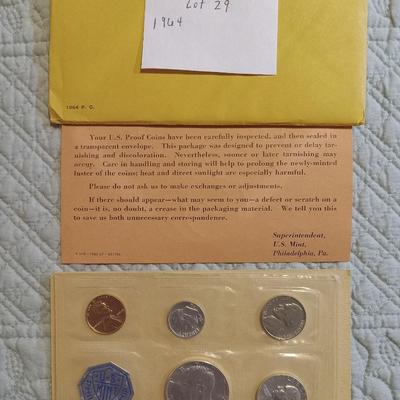 Lot 29
1964
1964 P. C.
Your U.S. Proof Coins have been carefully inspected, and then sealed in
a transparent envelope. This package was designed to prevent or delay tar-
nishing and discoloration. Nevertheless, sooner or later tarnishing may
occur. Care in handling and storing will help to prolong the newly-minted
luster of the coins; heat and direct sunlight are especially harmful.
Please do not ask us to make exchanges or adjustments.
If there should appear—what may seem to you—a defect or scratch on a
coin—it is, no doubt, a crease in the packaging material. We tell you this
to save us both unnecessary correspondence.
Superintendent,
U.S. Mint,
Philadelphia, Pa.